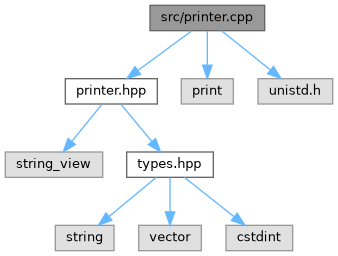 src/printer.cpp
printer.hpp
print
unistd.h
string_view
types.hpp
string
vector
cstdint